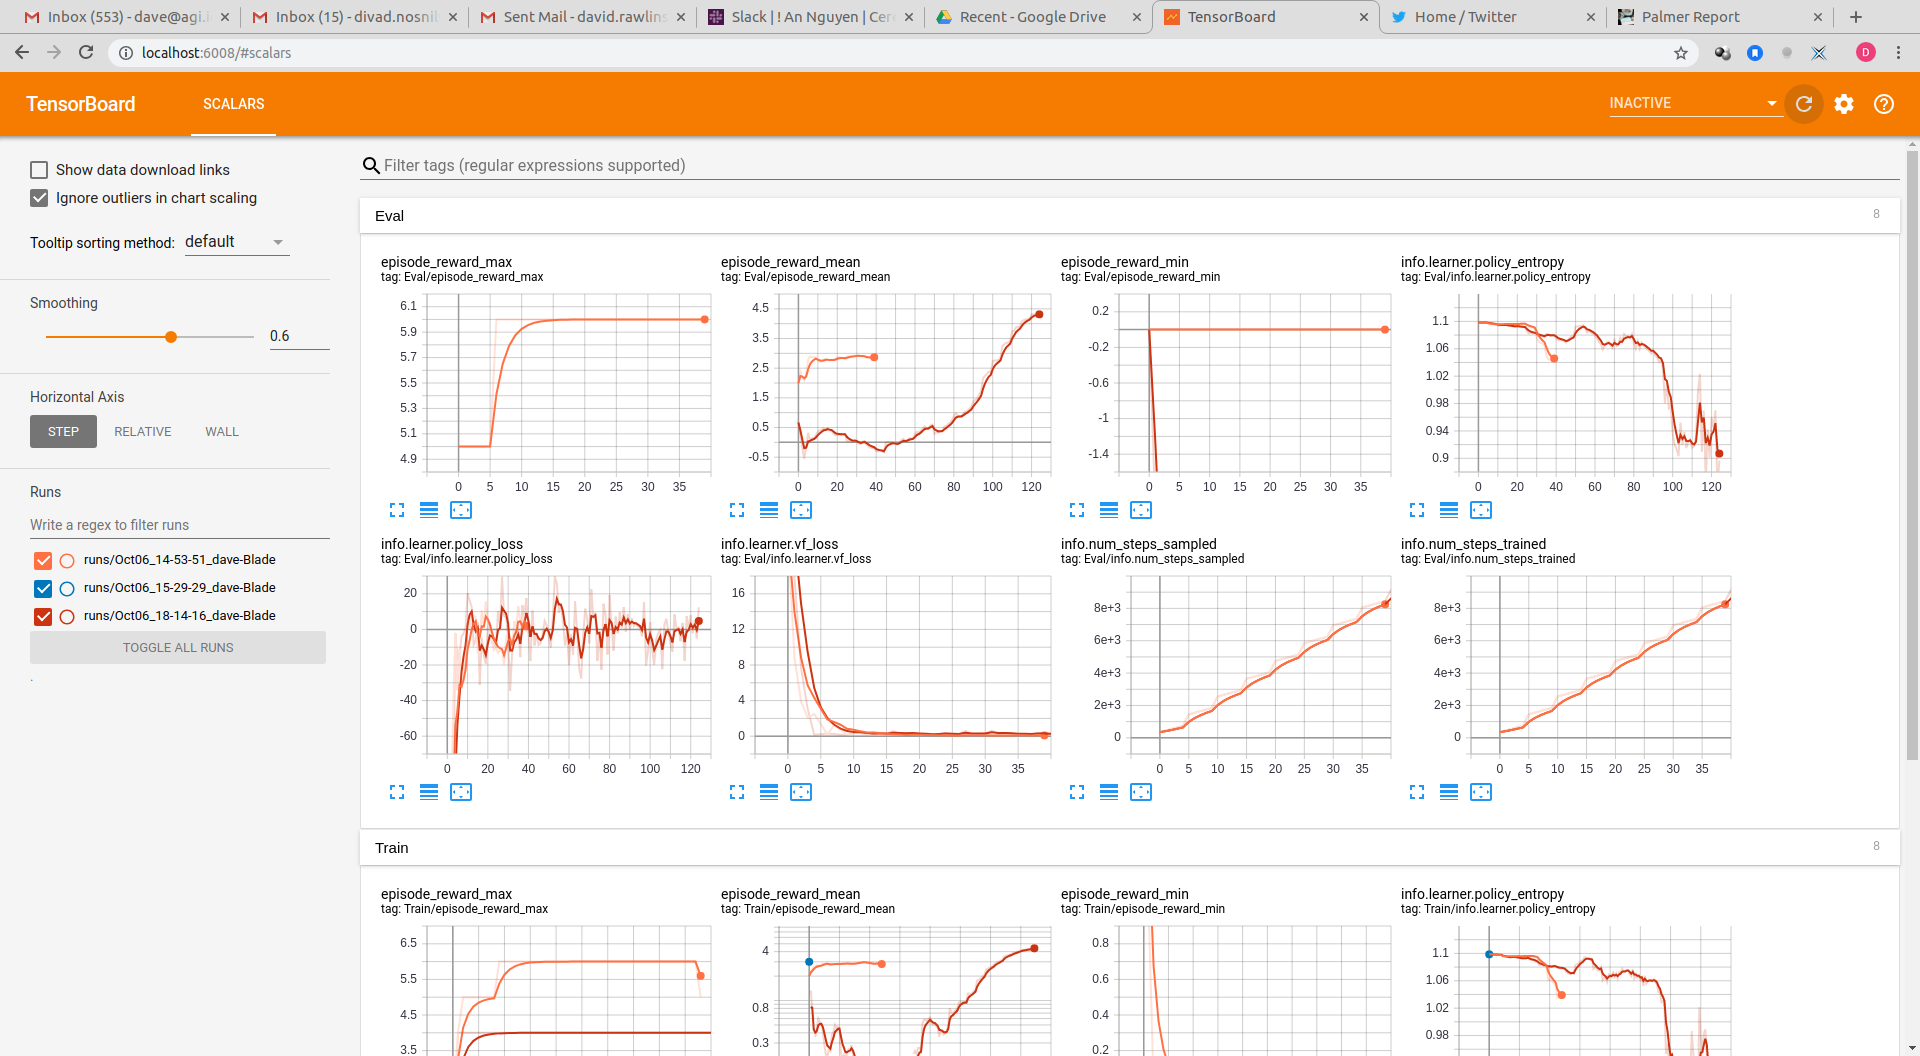 Inbox (553) - dave@agi.
Inbox (15) - divad.nosnil
Sent Mail - david.rawlins
Slack | ! An Nguyen | Cer
Recent - Google Drive
TensorBoard
Home / Twitter
Palmer Report
localhost:6008/#scalars
D
TensorBoard
SCALARS
INACTIVE
Show data download links
Ignore outliers in chart scaling
Tooltip sorting method: default
Smoothing
0.6
Horizontal Axis
STEP RELATIVE WALL
Runs
Write a regex to filter runs
runs/Oct06_14-53-51_dave-Blade
runs/Oct06_15-29-29_dave-Blade
runs/Oct06_18-14-16_dave-Blade
TOGGLE ALL RUNS
.
Filter tags (regular expressions supported)
Eval
8
episode_reward_max
tag: Eval/episode_reward_max
6.1
5.9
5.7
5.5
5.3
5.1
4.9
0 5 10 15 20 25 30 35
episode_reward_mean
tag: Eval/episode_reward_mean
4.5
3.5
2.5
1.5
0.5
-0.5
0 20 40 60 80 100 120
episode_reward_min
tag: Eval/episode_reward_min
0.2
-0.2
-0.6
-1
-1.4
0 5 10 15 20 25 30 35
info.learner.policy_entropy
tag: Eval/info.learner.policy_entropy
1.1
1.06
1.02
0.98
0.94
0.9
0 20 40 60 80 100 120
info.learner.policy_loss
tag: Eval/info.learner.policy_loss
20
0
-20
-40
-60
0 20 40 60 80 100 120
info.learner.vf_loss
tag: Eval/info.learner.vf_loss
16
12
8
4
0
0 5 10 15 20 25 30 35
info.num_steps_sampled
tag: Eval/info.num_steps_sampled
8e+3
6e+3
4e+3
2e+3
0
0 5 10 15 20 25 30 35
info.num_steps_trained
tag: Eval/info.num_steps_trained
8e+3
6e+3
4e+3
2e+3
0
0 5 10 15 20 25 30 35
Train
8
episode_reward_max
tag: Train/episode_reward_max
6.5
5.5
4.5
3.5
episode_reward_mean
tag: Train/episode_reward_mean
4
0.8
0.3
episode_reward_min
tag: Train/episode_reward_min
0.8
0.6
0.4
0.2
info.learner.policy_entropy
tag: Train/info.learner.policy_entropy
1.1
1.06
1.02
0.98